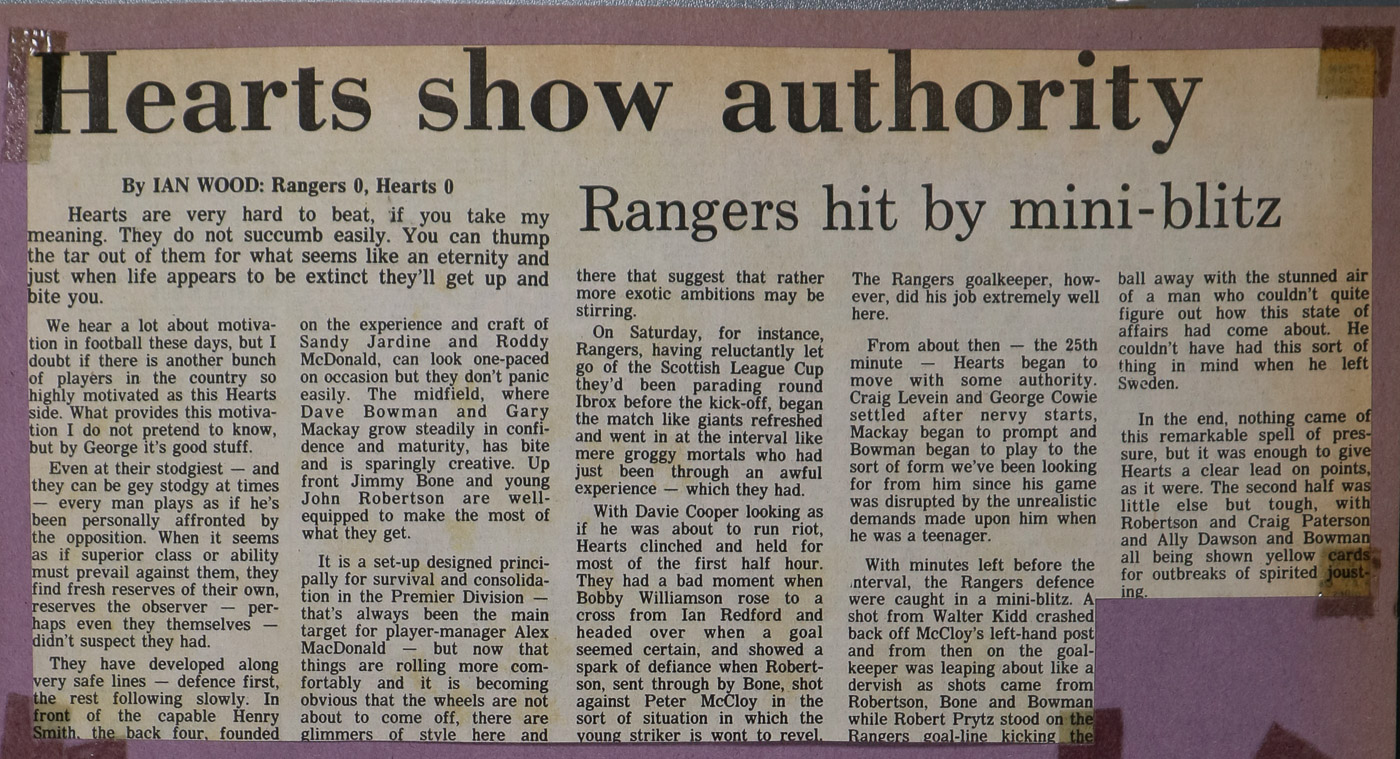 Hearts show authority
By IAN WOOD: Rangers 0, Hearts 0
Rangers hit by mini-blitz
Hearts are very hard to beat, if you take my
meaning. They do not succumb easily. You can thump
the tar out of them for what seems like an eternity and
just when life appears to be extinct they'll get up and
bite you.
We hear a lot about motiva-
tion in football these days, but I
doubt if there is another bunch
of players in the country so
highly motivated as this Hearts
side. What provides this motiva-
tion I do not pretend to know,
but by George it's good stuff.
Even at their stodgiest — and
they can be gey stodgy at times
— every man plays as if he's
been personally affronted by
the opposition. When it seems
as if superior class or ability
must prevail against them, they
find fresh reserves of their own,
reserves the observer — per-
haps even they themselves —
didn't suspect they had.
They have developed along
very safe lines — defence first,
the rest following slowly. In
front of the capable Henry
Smith, the back four, founded
on the experience and craft of
Sandy Jardine and Roddy
McDonald, can look one-paced
on occasion but they don't panic
easily. The midfield, where
Dave Bowman and Gary
Mackay grow steadily in confi-
dence and maturity, has bite
and is sparingly creative. Up
front Jimmy Bone and young
John Robertson are well-
equipped to make the most of
what they get.
It is a set-up designed princi-
pally for survival and consolida-
tion in the Premier Division —
that's always been the main
target for player-manager Alex
MacDonald — but now that
things are rolling more com-
fortably and it is becoming
obvious that the wheels are not
about to come off, there are
glimmers of style here and
there that suggest that rather
more exotic ambitions may be
stirring.
On Saturday, for instance,
Rangers, having reluctantly let
go of the Scottish League Cup
they'd been parading round
Ibrox before the kick-off, began
the match like giants refreshed
and went in at the interval like
mere groggy mortals who had
just been through an awful
experience — which they had.
With Davie Cooper looking as
if he was about to run riot,
Hearts clinched and held for
most of the first half hour.
They had a bad moment when
Bobby Williamson rose to a
cross from Ian Redford and
headed over when a goal
seemed certain, and showed a
spark of defiance when Robert-
son, sent through by Bone, shot
against Peter McCloy in the
sort of situation in which the
young striker is wont to revel.
The Rangers goalkeeper, how-
ever, did his job extremely well
here.
From about then — the 25th
minute — Hearts began to
move with some authority.
Craig Levein and George Cowie
settled after nervy starts,
Mackay began to prompt and
Bowman began to play to the
sort of form we've been looking
for from him since his game
was disrupted by the unrealistic
demands made upon him when
he was a teenager.
With minutes left before the
interval, the Rangers defence
were caught in a mini-blitz. A
shot from Walter Kidd crashed
back off McCloy's left-hand post
and from then on the goal-
keeper was leaping about like a
dervish as shots came from
Robertson, Bone and Bowman
while Robert Prytz stood on the
Rangers goal-line kicking the
ball away with the stunned air
of a man who couldn't quite
figure out how this state of
affairs had come about. He
couldn't have had this sort of
thing in mind when he left
Sweden.
In the end, nothing came of
this remarkable spell of pres-
sure, but it was enough to give
Hearts a clear lead on points,
as it were. The second half was
little else but tough, with
Robertson and Craig Paterson
and Ally Dawson and Bowman
all being shown yellow cards
for outbreaks of spirited joust-
ing.